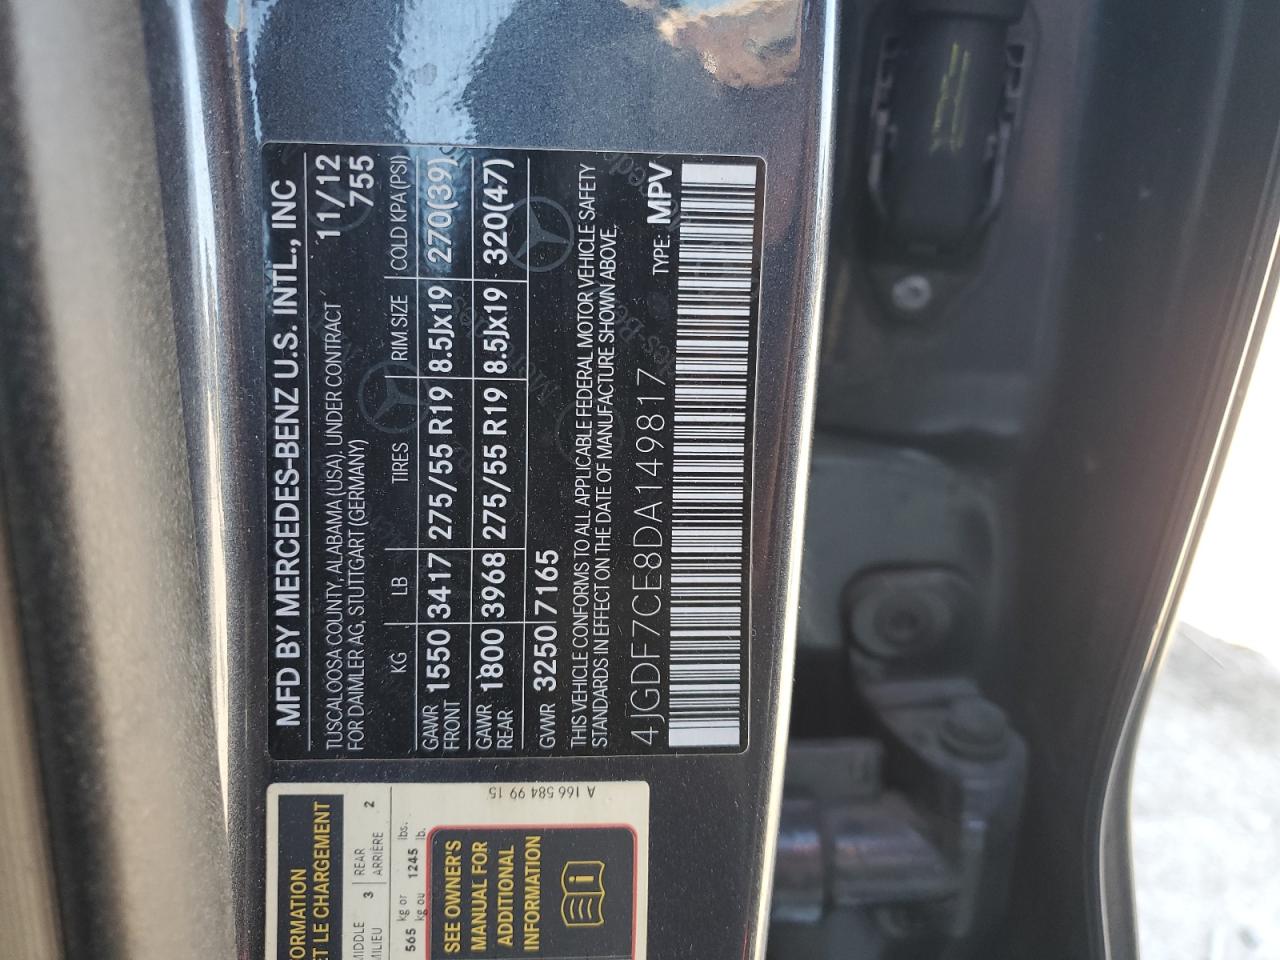 MFD BY MERCEDES-BENZ U.S. INTL., INC
TUSCALOOSA COUNTY, ALABAMA (USA), UNDER CONTRACT 11/12
FOR DAIMLER AG, STUTTGART (GERMANY) 755
KG LB TIRES RIM SIZE COLD KPA (PSI)
GAWR FRONT 1550 3417 275/55 R19 8.5Jx19 270(39)
GAWR REAR 1800 3968 275/55 R19 8.5Jx19 320(47)
GVWR 3250 7165
THIS VEHICLE CONFORMS TO ALL APPLICABLE FEDERAL MOTOR VEHICLE SAFETY
STANDARDS IN EFFECT ON THE DATE OF MANUFACTURE SHOWN ABOVE.
4JGDF7CE8DA149817 TYPE: MPV
ET LE CHARGEMENT
3 REAR 2
ARRIÈRE
565 kg or 1245 lbs.
kg ou lb.
SEE OWNER'S
MANUAL FOR
ADDITIONAL
INFORMATION
A 166 584 99 15